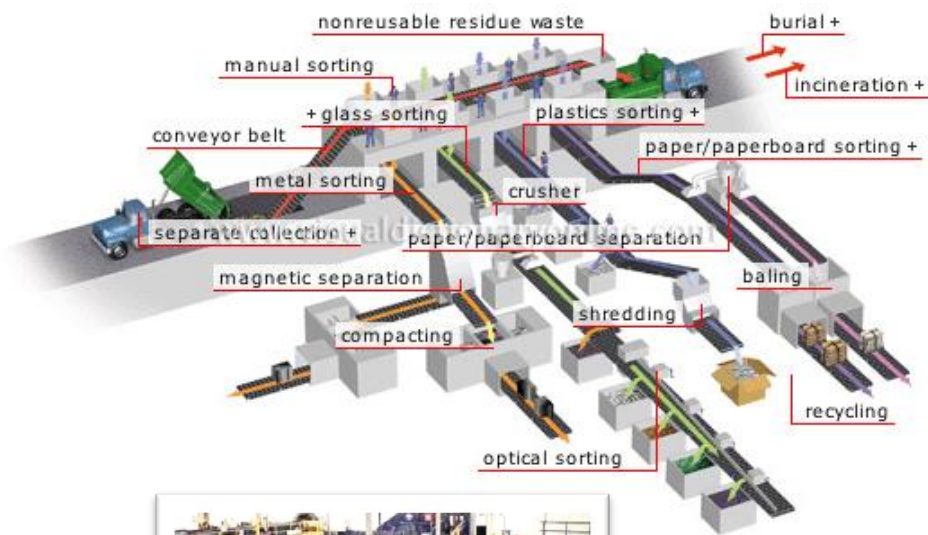 nonreusable residue waste
burial +
manual sorting
incineration +
+ glass sorting
plastics sorting +
conveyor belt
paper/paperboard sorting +
metal sorting
crusher
separate collection +
paper/paperboard separation
magnetic separation
baling
shredding
compacting
recycling
optical sorting